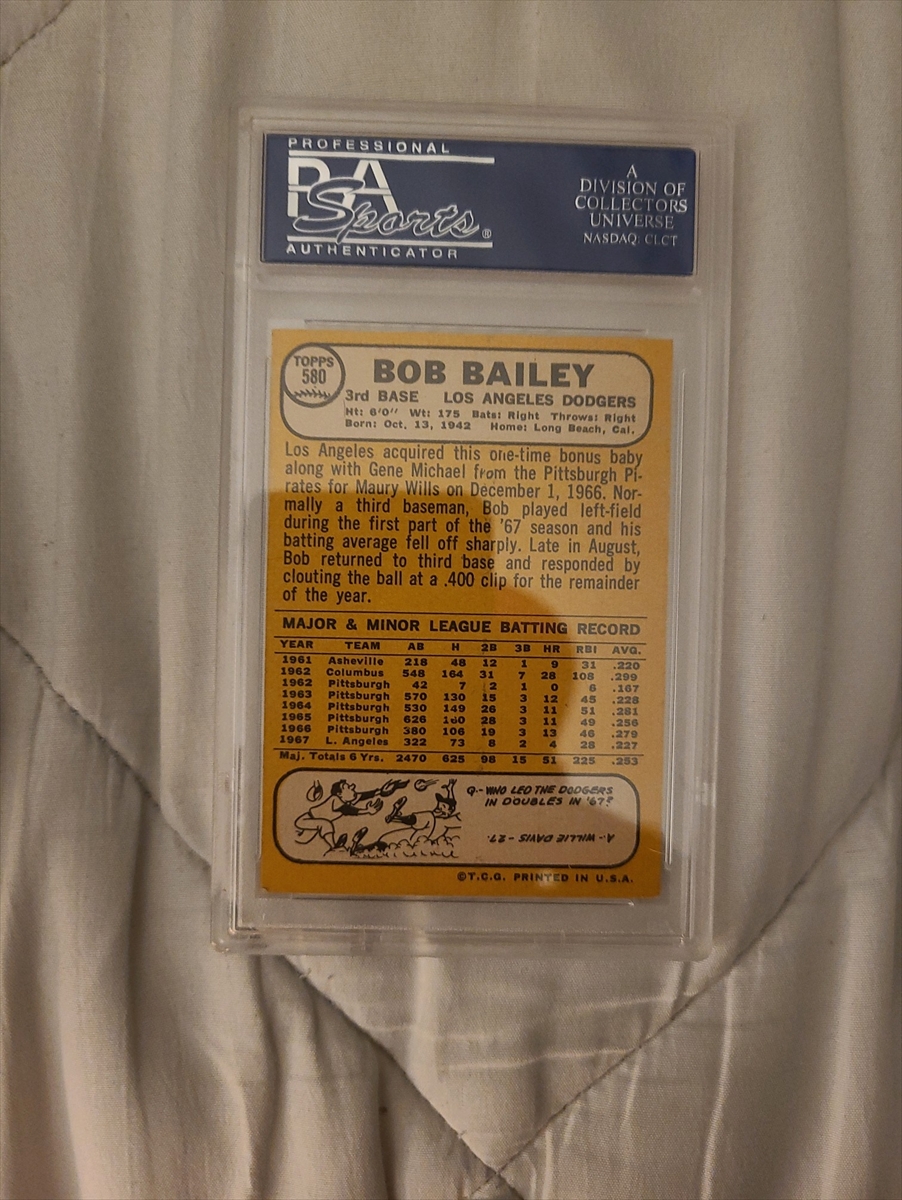 PROFESSIONAL
PSA
Sports®
AUTHENTICATOR
A
DIVISION OF
COLLECTORS
UNIVERSE
NASDAQ: CLCT
TOPPS
580
BOB BAILEY
3rd BASE LOS ANGELES DODGERS
Ht: 6'0" Wt: 175 Bats: Right Throws: Right
Born: Oct. 13, 1942 Home: Long Beach, Cal.
Los Angeles acquired this one-time bonus baby
along with Gene Michael from the Pittsburgh Pi-
rates for Maury Wills on December 1, 1966. Nor-
mally a third baseman, Bob played left-field
during the first part of the '67 season and his
batting average fell off sharply. Late in August,
Bob returned to third base and responded by
clouting the ball at a .400 clip for the remainder
of the year.
MAJOR & MINOR LEAGUE BATTING RECORD
YEAR TEAM AB H 2B 3B HR RBI AVG.
1961 Asheville 218 48 12 1 9 31 .220
1962 Columbus 548 164 31 7 28 108 .299
1962 Pittsburgh 42 7 2 1 0 6 .167
1963 Pittsburgh 570 130 15 3 12 45 .228
1964 Pittsburgh 530 149 26 3 11 51 .281
1965 Pittsburgh 626 160 28 3 11 49 .256
1966 Pittsburgh 380 106 19 3 13 46 .279
1967 L. Angeles 322 73 8 2 4 28 .227
Maj. Totals 6 Yrs. 2470 625 98 15 51 225 .253
Q.- WHO LED THE DODGERS
IN DOUBLES IN '67?
A.- WILLIE DAVIS - 27.
©T.C.G. PRINTED IN U.S.A.